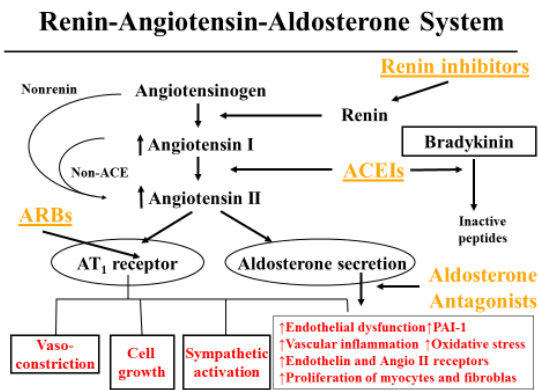 Renin-Angiotensin-Aldosterone System
Renin inhibitors
Nonrenin
Angiotensinogen
Renin
Bradykinin
↑ Angiotensin I
Non-ACE
ACEIs
↑ Angiotensin II
ARBs
Inactive
peptides
AT₁ receptor
Aldosterone secretion
Aldosterone
Antagonists
Vaso-
constriction
Cell
growth
Sympathetic
activation
↑Endothelial dysfunction↑PAI-1
↑Vascular inflammation ↑Oxidative stress
↑Endothelin and Angio II receptors
↑Proliferation of myocytes and fibroblas